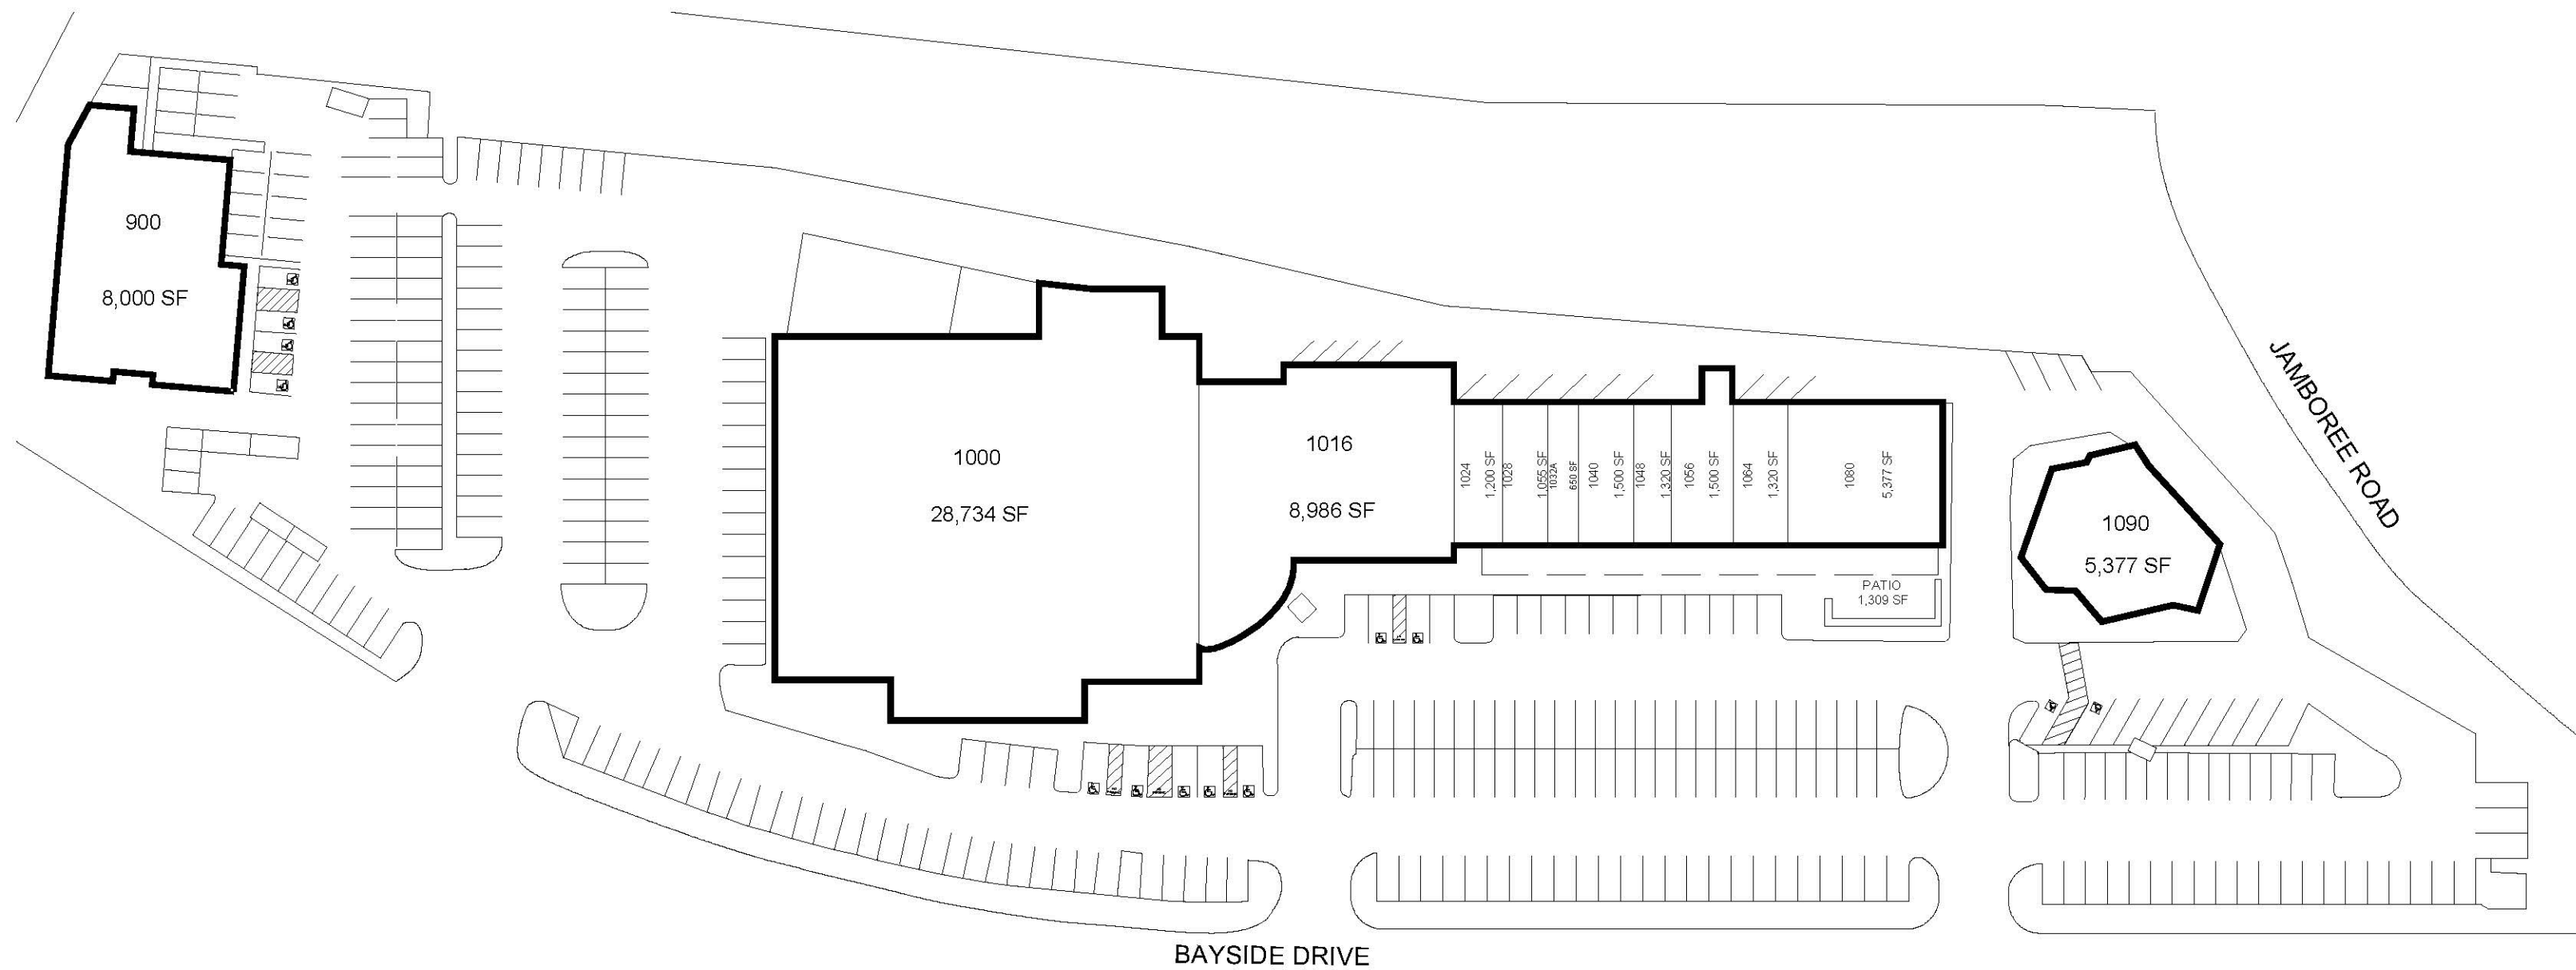 900
8,000 SF
1000
28,734 SF
1016
8,986 SF
1024
1,200 SF
1028
1,055 SF
1032A
650 SF
1040
1,500 SF
1048
1,320 SF
1056
1,500 SF
1064
1,320 SF
1080
5,377 SF
PATIO
1,309 SF
1090
5,377 SF
JAMBOREE ROAD
BAYSIDE DRIVE